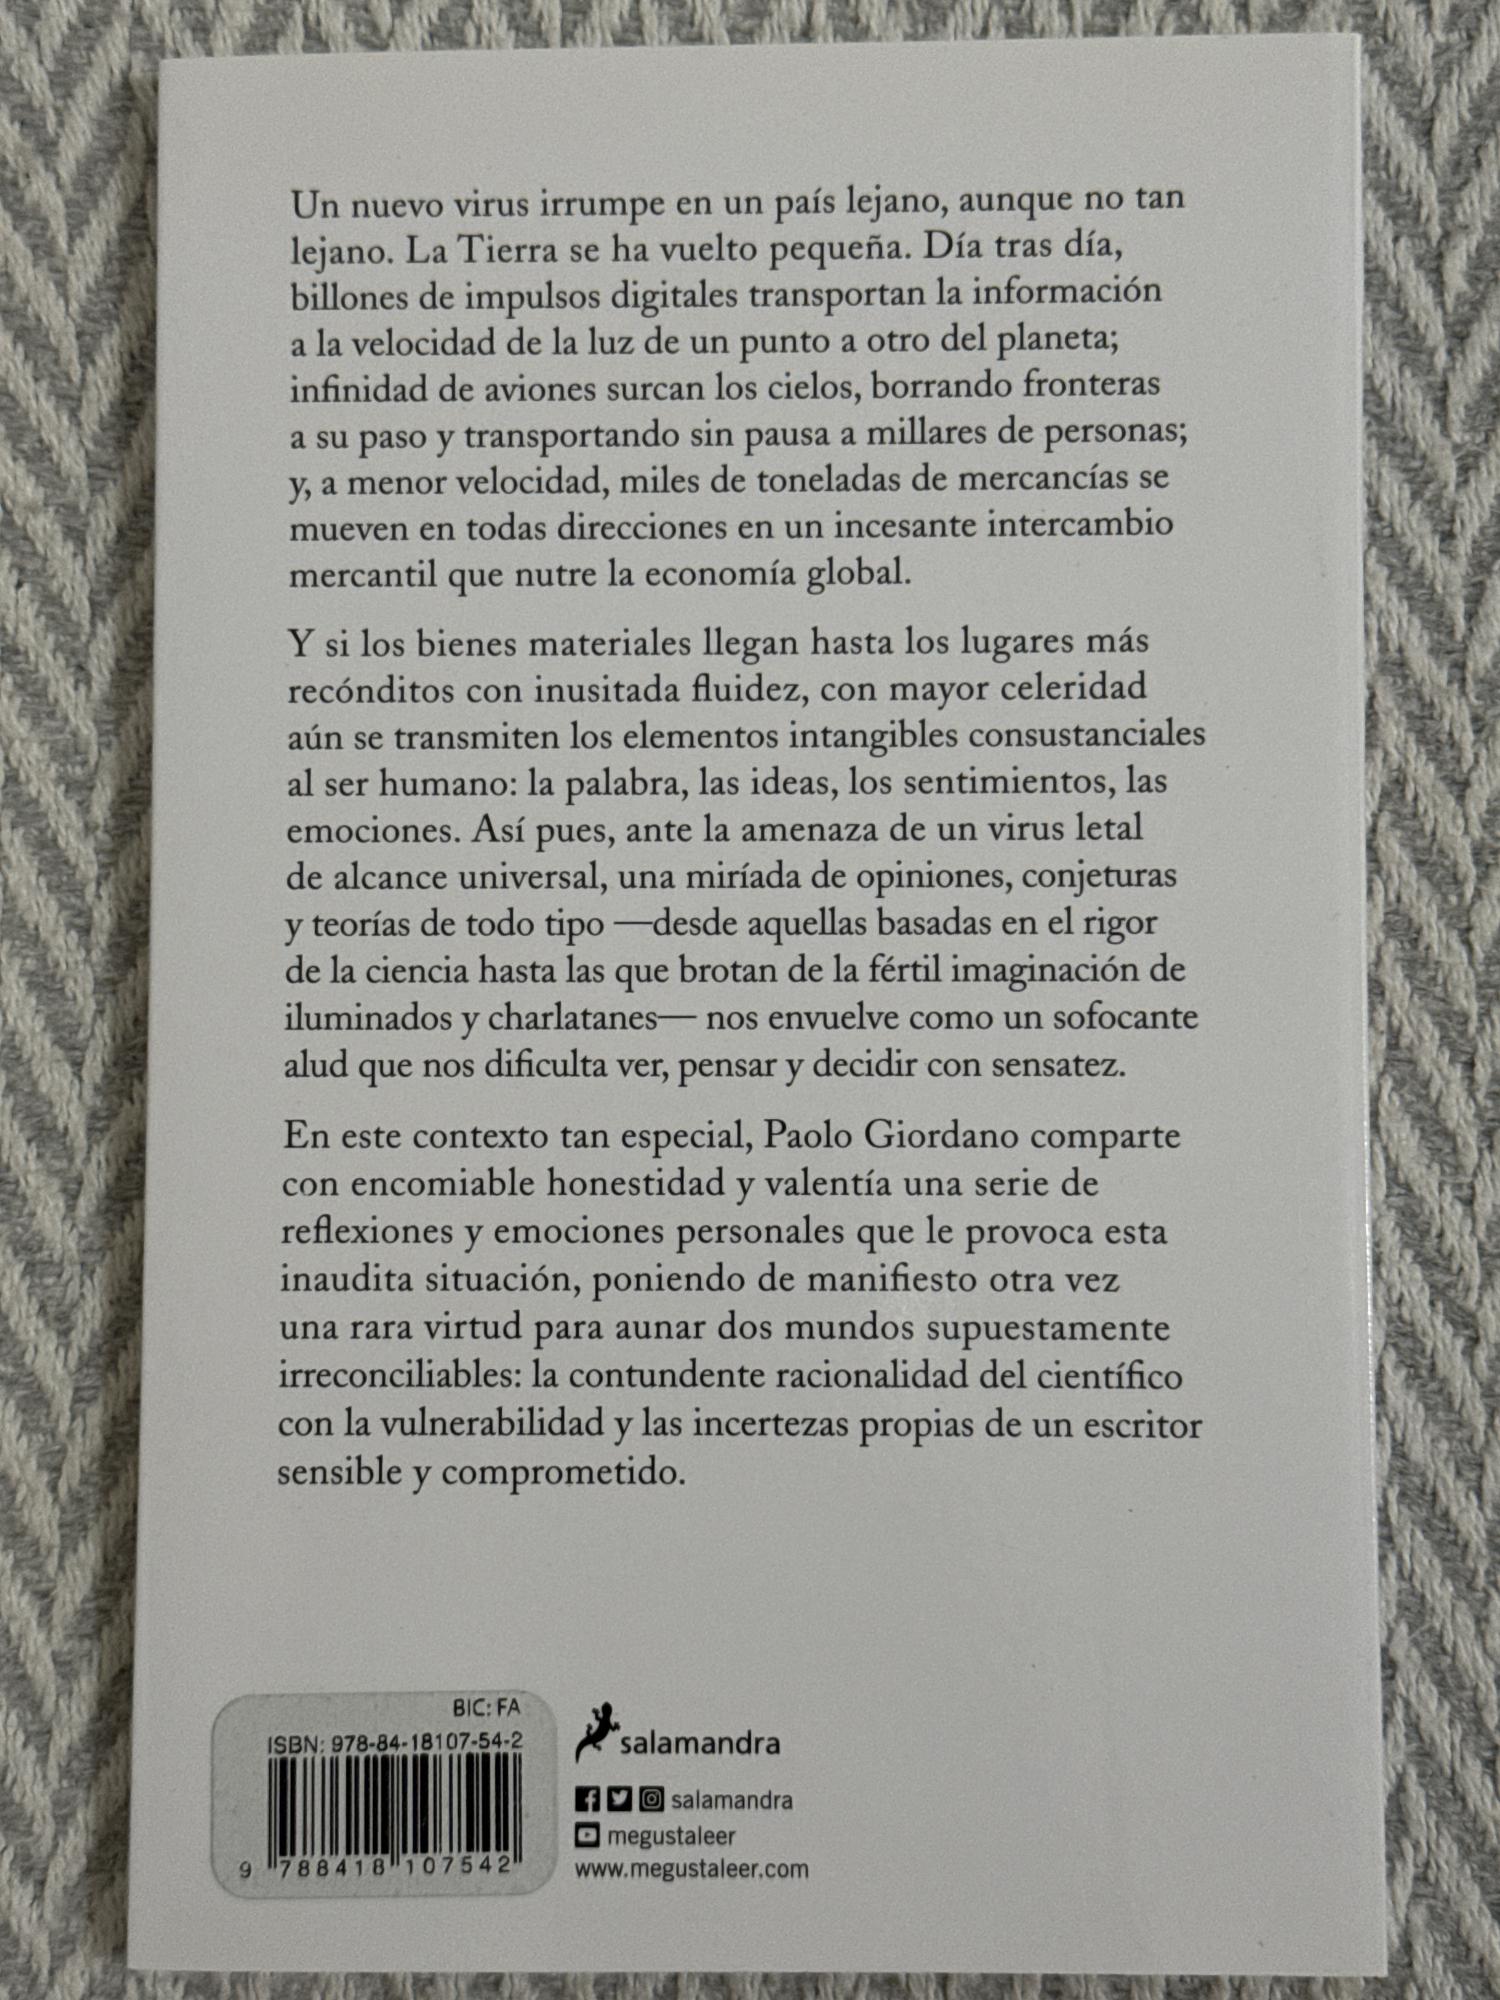 Un nuevo virus irrumpe en un país lejano, aunque no tan
lejano. La Tierra se ha vuelto pequeña. Día tras día,
billones de impulsos digitales transportan la información
a la velocidad de la luz de un punto a otro del planeta;
infinidad de aviones surcan los cielos, borrando fronteras
a su paso y transportando sin pausa a millares de personas;
y, a menor velocidad, miles de toneladas de mercancías se
mueven en todas direcciones en un incesante intercambio
mercantil que nutre la economía global.
Y si los bienes materiales llegan hasta los lugares más
recónditos con inusitada fluidez, con mayor celeridad
aún se transmiten los elementos intangibles consustanciales
al ser humano: la palabra, las ideas, los sentimientos, las
emociones. Así pues, ante la amenaza de un virus letal
de alcance universal, una miríada de opiniones, conjeturas
y teorías de todo tipo —desde aquellas basadas en el rigor
de la ciencia hasta las que brotan de la fértil imaginación de
iluminados y charlatanes— nos envuelve como un sofocante
alud que nos dificulta ver, pensar y decidir con sensatez.
En este contexto tan especial, Paolo Giordano comparte
con encomiable honestidad y valentía una serie de
reflexiones y emociones personales que le provoca esta
inaudita situación, poniendo de manifiesto otra vez
una rara virtud para aunar dos mundos supuestamente
irreconciliables: la contundente racionalidad del científico
con la vulnerabilidad y las incertezas propias de un escritor
sensible y comprometido.
BIC: FA
ISBN: 978-84-18107-54-2
9 788418 107542
salamandra
salamandra
megustaleer
www.megustaleer.com